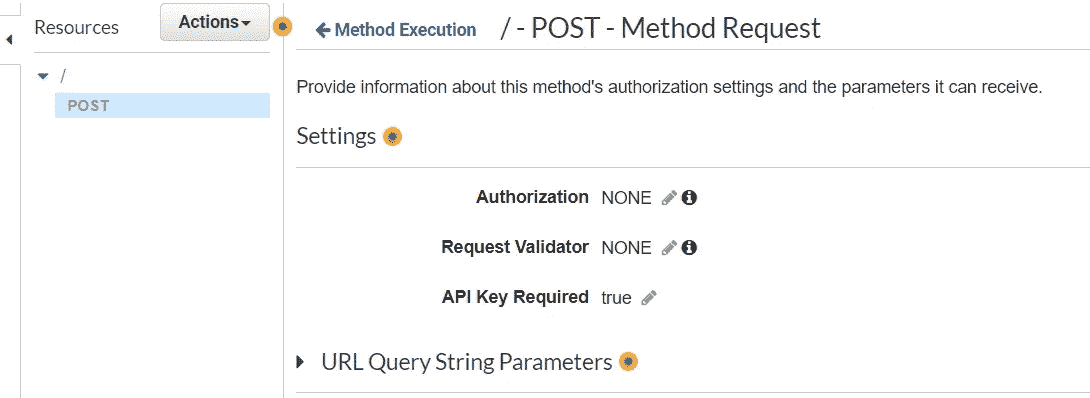 Resources
Actions
/
POST
Method Execution
/ - POST - Method Request
Provide information about this method's authorization settings and the parameters it can receive.
Settings
Authorization NONE
Request Validator NONE
API Key Required true
URL Query String Parameters